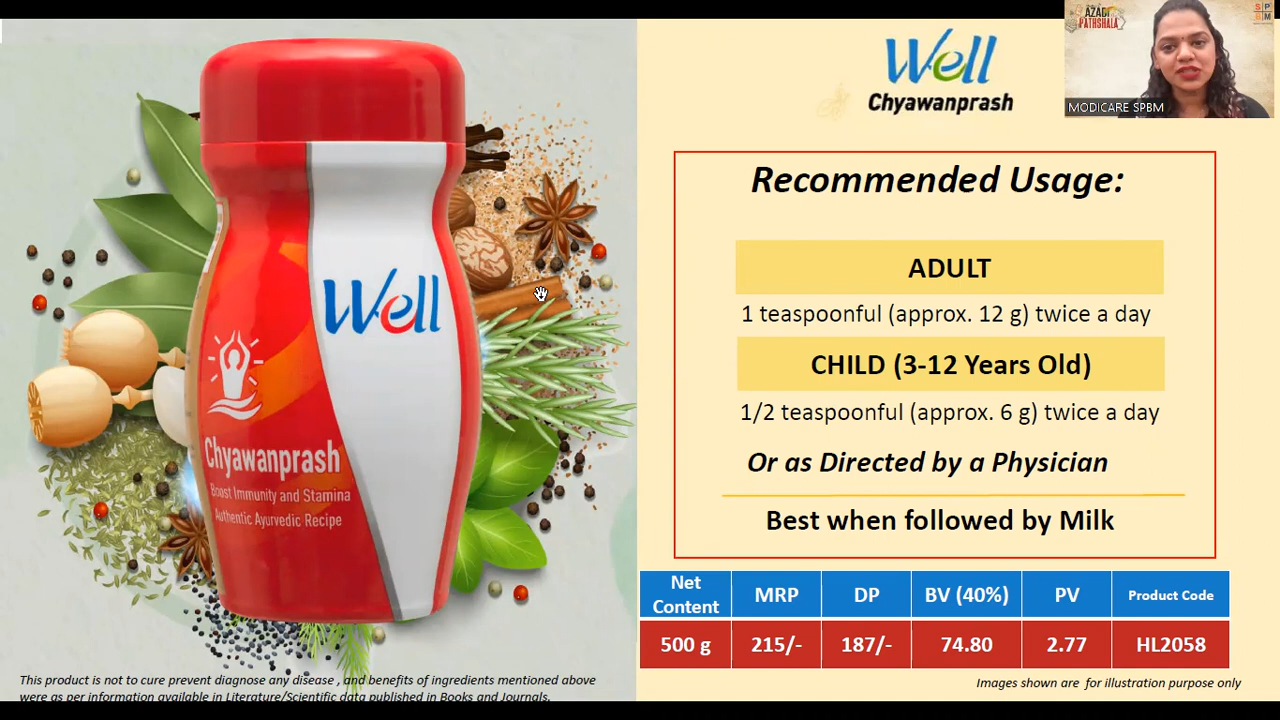 Well
Chyawanprash
Boost Immunity and Stamina
Authentic Ayurvedic Recipe
This product is not to cure prevent diagnose any disease , and benefits of ingredients mentioned above
were as per information available in Literature/Scientific data published in Books and Journals.
Well
Chyawanprash
AZADI
PATHSHALA
SP
BM
MODICARE SPBM
Recommended Usage:
ADULT
1 teaspoonful (approx. 12 g) twice a day
CHILD (3-12 Years Old)
1/2 teaspoonful (approx. 6 g) twice a day
Or as Directed by a Physician
Best when followed by Milk
Net Content MRP DP BV (40%) PV Product Code
500 g 215/- 187/- 74.80 2.77 HL2058
Images shown are for illustration purpose only